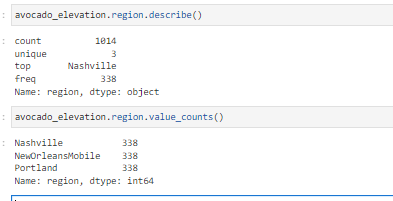 : avocado_elevation.region.describe()
: count 1014
unique 3
top Nashville
freq 338
Name: region, dtype: object
: avocado_elevation.region.value_counts()
: Nashville 338
NewOrleansMobile 338
Portland 338
Name: region, dtype: int64